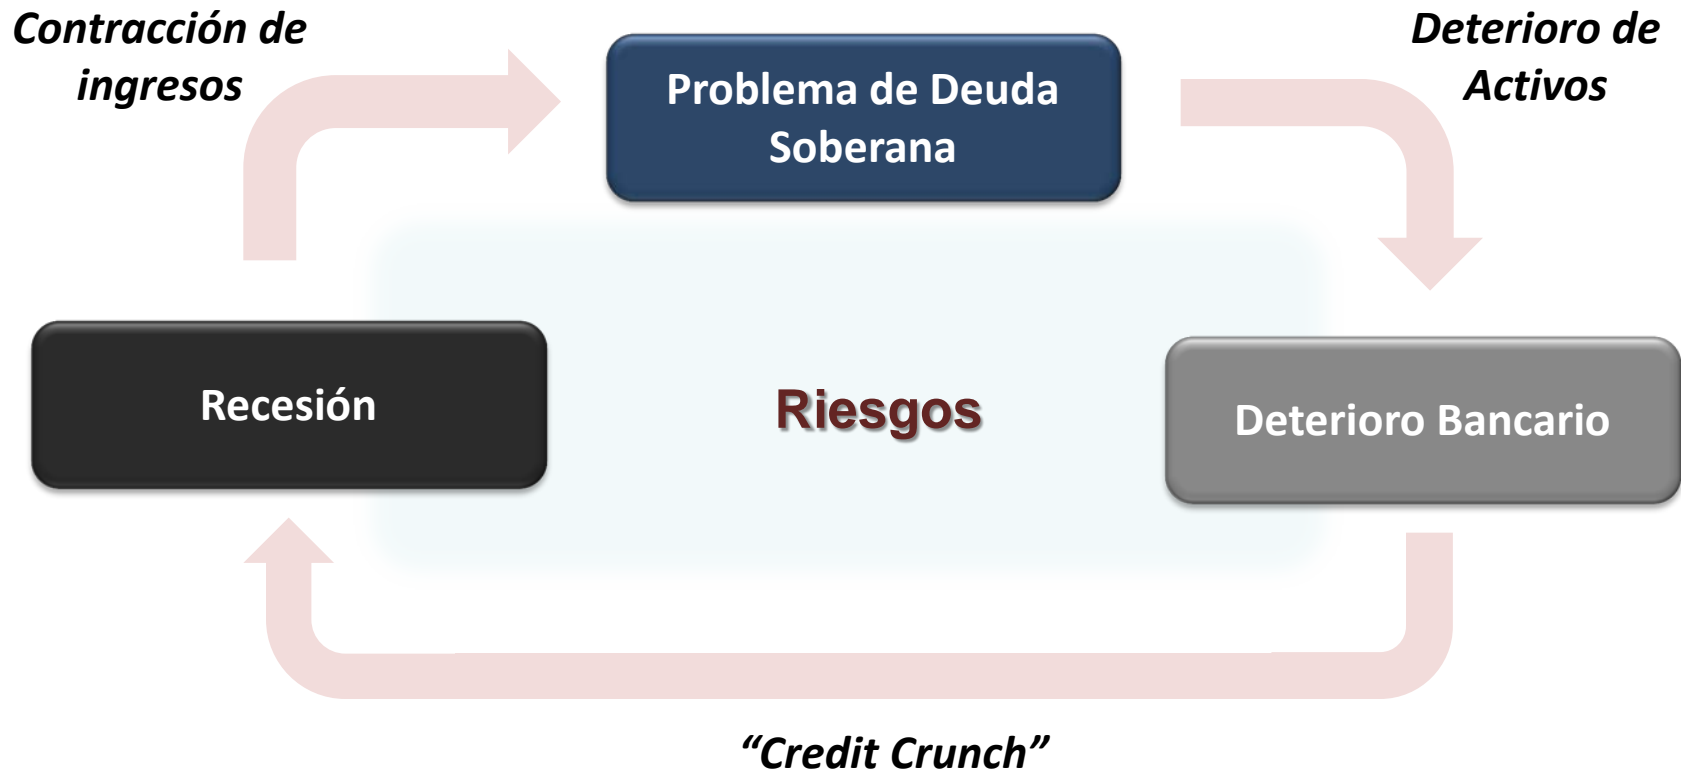 Contracción de
ingresos
Problema de Deuda
Soberana
Deterioro de
Activos
Recesión
Riesgos
Deterioro Bancario
“Credit Crunch”